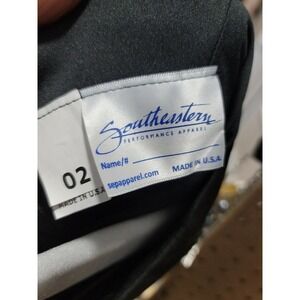 Southeastern
PERFORMANCE APPAREL
Name/#
sepapparel.com MADE IN U.S.A.
02
MADE IN U.S.A